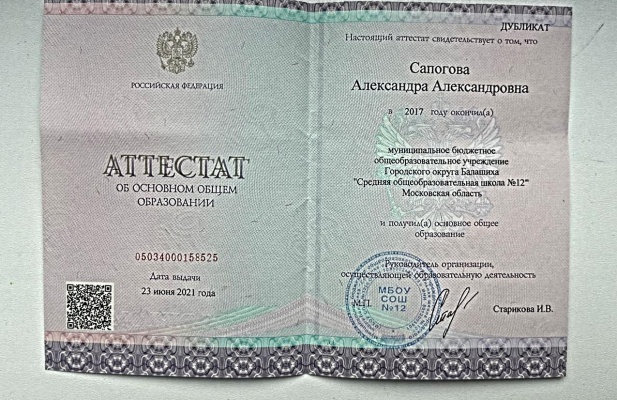 РОССИЙСКАЯ ФЕДЕРАЦИЯ
АТТЕСТАТ
ОБ ОСНОВНОМ ОБЩЕМ
ОБРАЗОВАНИИ
05034000158525
Дата выдачи
23 июня 2021 года
ДУБЛИКАТ
Настоящий аттестат свидетельствует о том, что
Сапогова
Александра Александровна
в 2017 году окончил(а)
муниципальное бюджетное
общеобразовательное учреждение
Городского округа Балашиха
"Средняя общеобразовательная школа №12"
Московская область
и получил(а) основное общее
образование
Руководитель организации,
осуществляющей образовательную деятельность
М.П.
МБОУ
СОШ
№12
Старикова И.В.